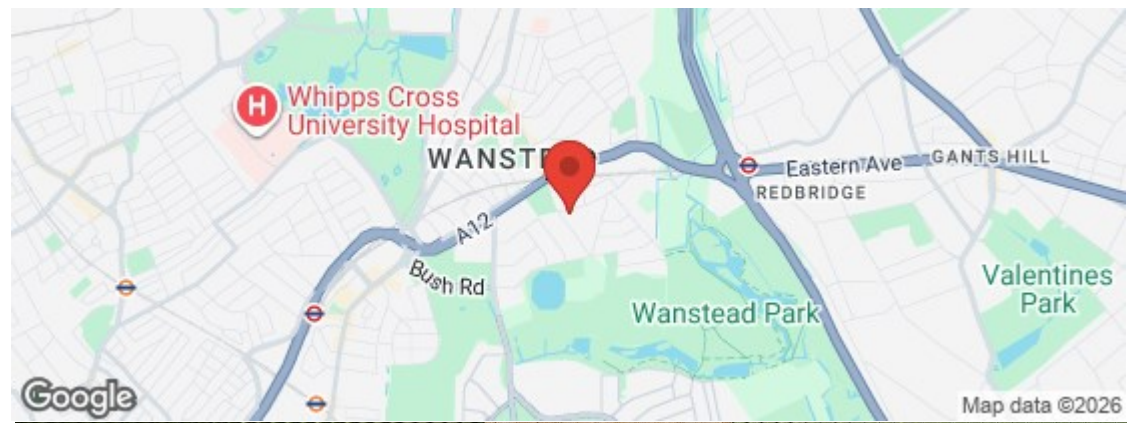 H
Whipps Cross
University Hospital
WANSTEAD
Eastern Ave
GANTS HILL
REDBRIDGE
A12
Bush Rd
Valentines
Park
Wanstead Park
Google
Map data ©2026